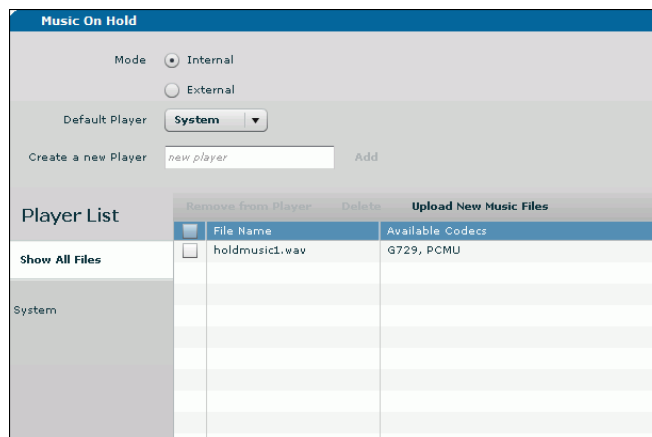 Music On Hold
Mode
Internal
External
Default Player
System
Create a new Player
new player
Add
Player List
Remove from Player
Delete
Upload New Music Files
File Name
Available Codecs
Show All Files
holdmusic1.wav
G729, PCMU
System